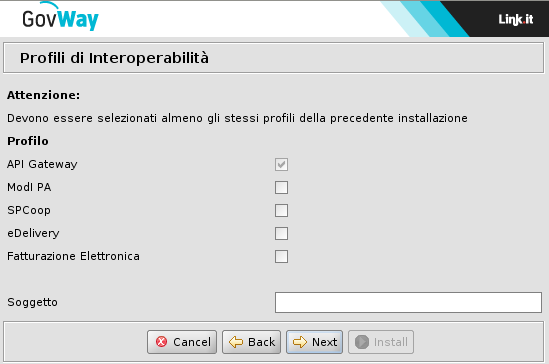 GovWay
Link.it
Profili di Interoperabilità
Attenzione:
Devono essere selezionati almeno gli stessi profili della precedente installazione
Profilo
API Gateway
ModI PA
SPCoop
eDelivery
Fatturazione Elettronica
Soggetto
Cancel Back Next Install